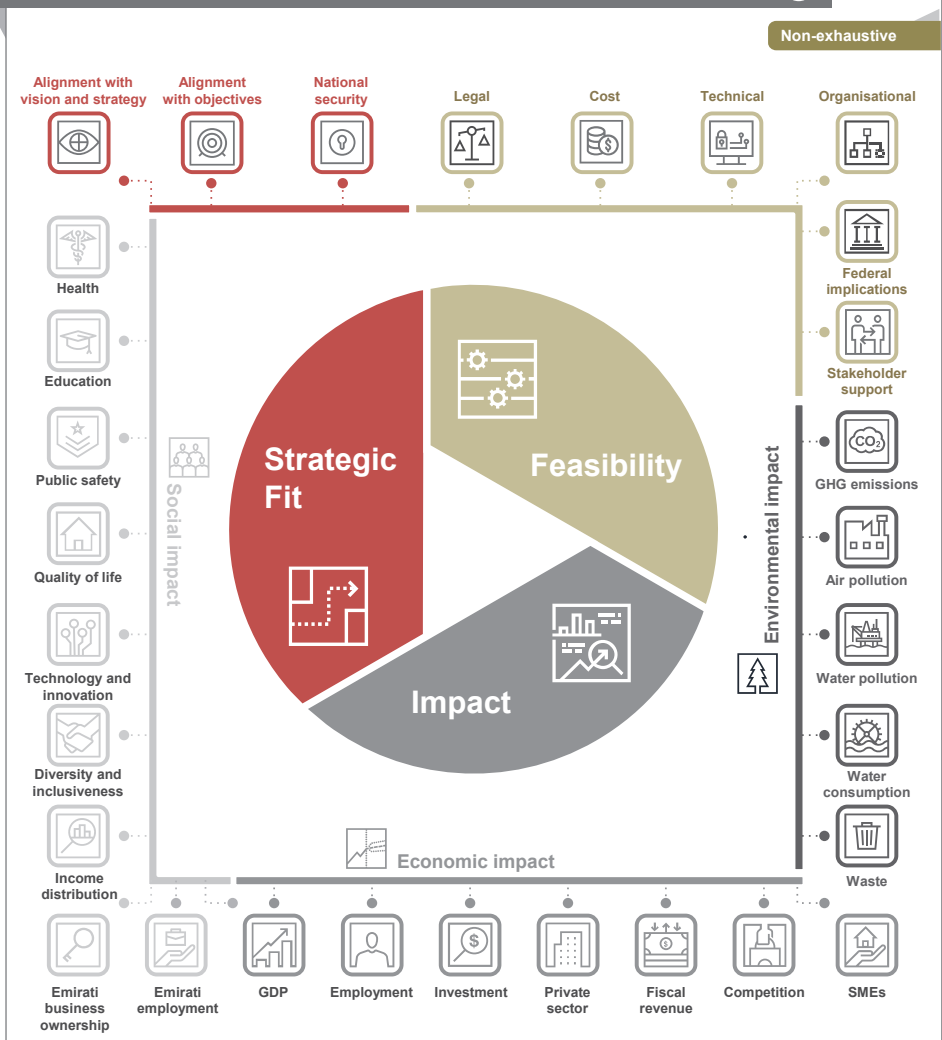 Non-exhaustive
Alignment with
vision and strategy
Alignment
with objectives
National
security
Legal
Cost
Technical
Organisational
Health
Education
Public safety
Quality of life
Technology and
innovation
Diversity and
inclusiveness
Income
distribution
Social impact
Strategic
Fit
Feasibility
Impact
Environmental impact
Economic impact
Federal
implications
Stakeholder
support
CO2
GHG emissions
Air pollution
Water pollution
Water
consumption
Waste
Emirati
business
ownership
Emirati
employment
GDP
Employment
Investment
Private
sector
Fiscal
revenue
Competition
SMEs